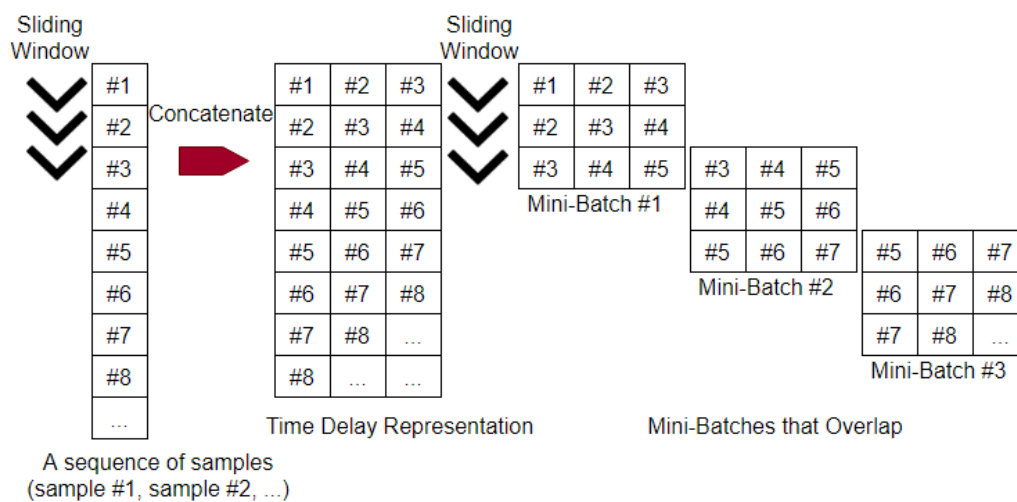 Sliding
Window
#1
#2
#3
#4
#5
#6
#7
#8
...
A sequence of samples
(sample #1, sample #2, ...)
Concatenate
#1 #2 #3
#2 #3 #4
#3 #4 #5
#4 #5 #6
#5 #6 #7
#6 #7 #8
#7 #8 ...
#8 ... ...
Time Delay Representation
Sliding
Window
#1 #2 #3
#2 #3 #4
#3 #4 #5
Mini-Batch #1
#3 #4 #5
#4 #5 #6
#5 #6 #7
Mini-Batch #2
#5 #6 #7
#6 #7 #8
#7 #8 ...
Mini-Batch #3
Mini-Batches that Overlap